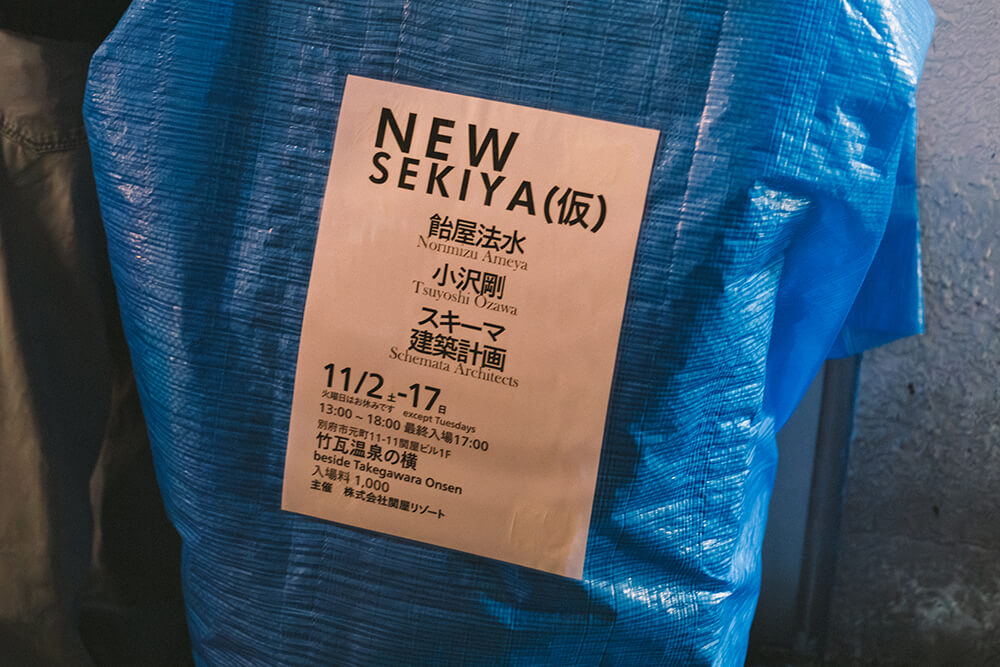 NEW
SEKIYA(仮)
飴屋法水
Norimizu Ameya
小沢剛
Tsuyoshi Ozawa
スキーマ
建築計画
Schemata Architects
11/2土-17日
火曜日はお休みです except Tuesdays
13:00 ~ 18:00 最終入場17:00
別府市元町11-11関屋ビル1F
竹瓦温泉の横
beside Takegawara Onsen
入場料 1,000
主催 株式会社関屋リゾート